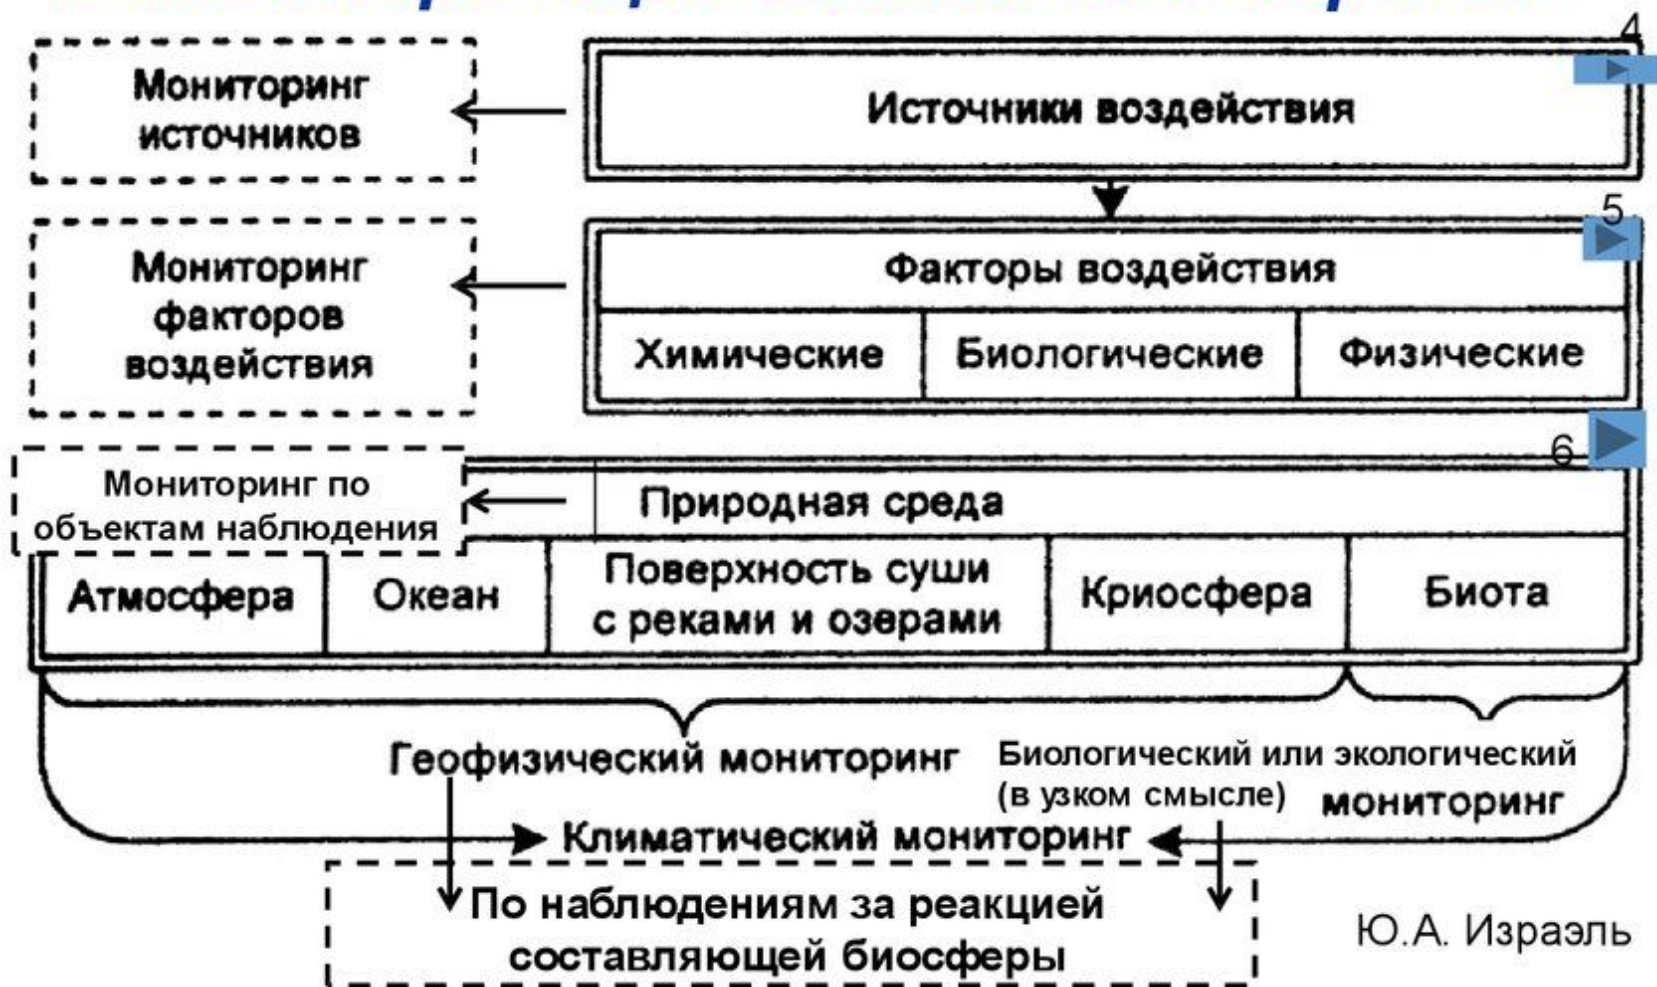 4
Мониторинг
источников
Источники воздействия
5
Мониторинг
факторов
воздействия
Факторы воздействия
Химические
Биологические
Физические
6
Мониторинг по
объектам наблюдения
Природная среда
Атмосфера
Океан
Поверхность суши
с реками и озерами
Криосфера
Биота
Геофизический мониторинг
Биологический или экологический
(в узком смысле)
мониторинг
Климатический мониторинг
По наблюдениям за реакцией
составляющей биосферы
Ю.А. Израэль